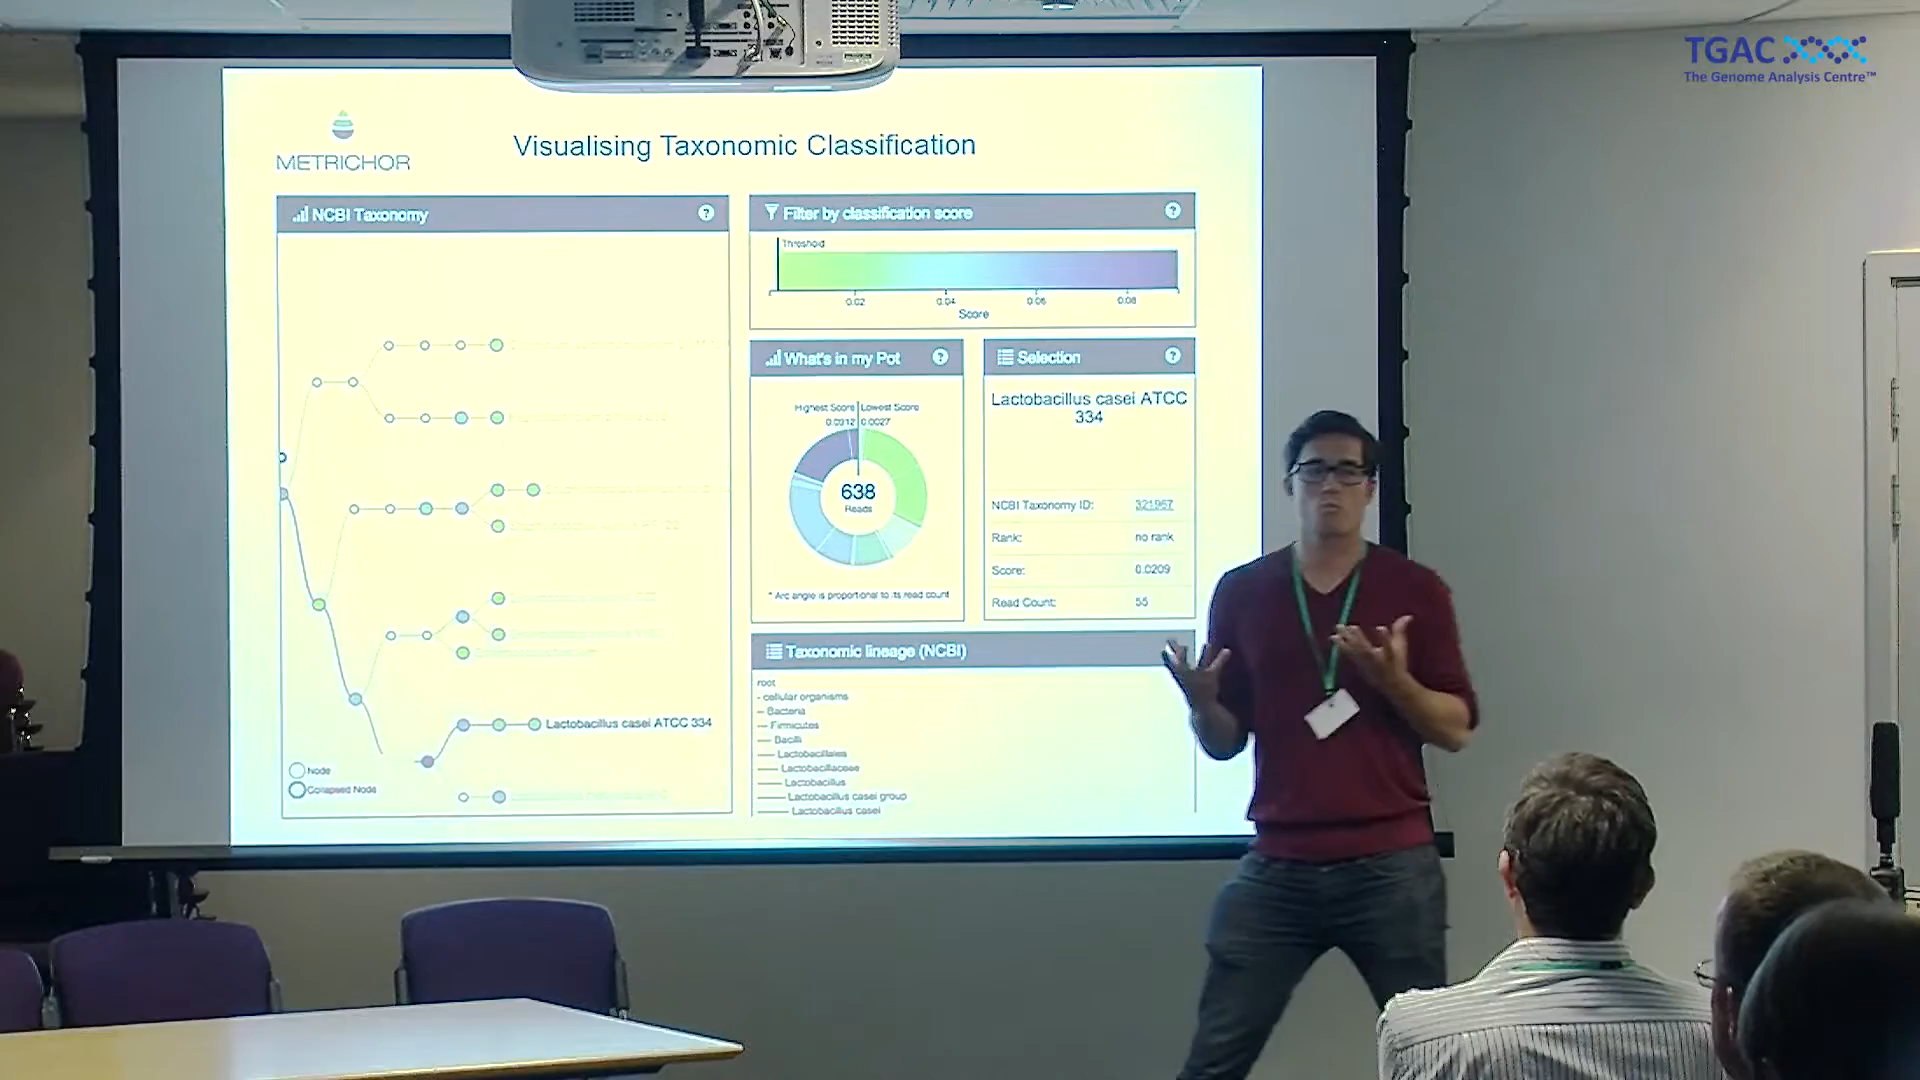 TGAC
The Genome Analysis Centre™
METRICHOR
Visualising Taxonomic Classification
NCBI Taxonomy
?
Lactobacillus casei ATCC 334
Node
Collapsed Node
Filter by classification score
?
Threshold
0.02 0.04 0.06 0.08
Score
What's in my Pot
?
Highest Score Lowest Score
0.0912 0.0027
638
Reads
* Arc angle is proportional to its read count
Selection
?
Lactobacillus casei ATCC
334
NCBI Taxonomy ID: 321967
Rank: no rank
Score: 0.0209
Read Count: 55
Taxonomic lineage (NCBI)
root
- cellular organisms
-- Bacteria
--- Firmicutes
---- Bacilli
----- Lactobacillales
------ Lactobacillaceae
------- Lactobacillus
-------- Lactobacillus casei group
--------- Lactobacillus casei